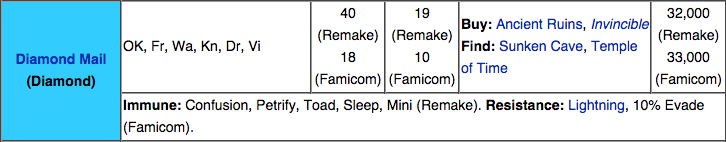 Diamond Mail
(Diamond)
OK, Fr, Wa, Kn, Dr, Vi
40
(Remake)
18
(Famicom)
19
(Remake)
10
(Famicom)
Buy: Ancient Ruins, Invincible
Find: Sunken Cave, Temple
of Time
32,000
(Remake)
33,000
(Famicom)
Immune: Confusion, Petrify, Toad, Sleep, Mini (Remake). Resistance: Lightning, 10% Evade
(Famicom).